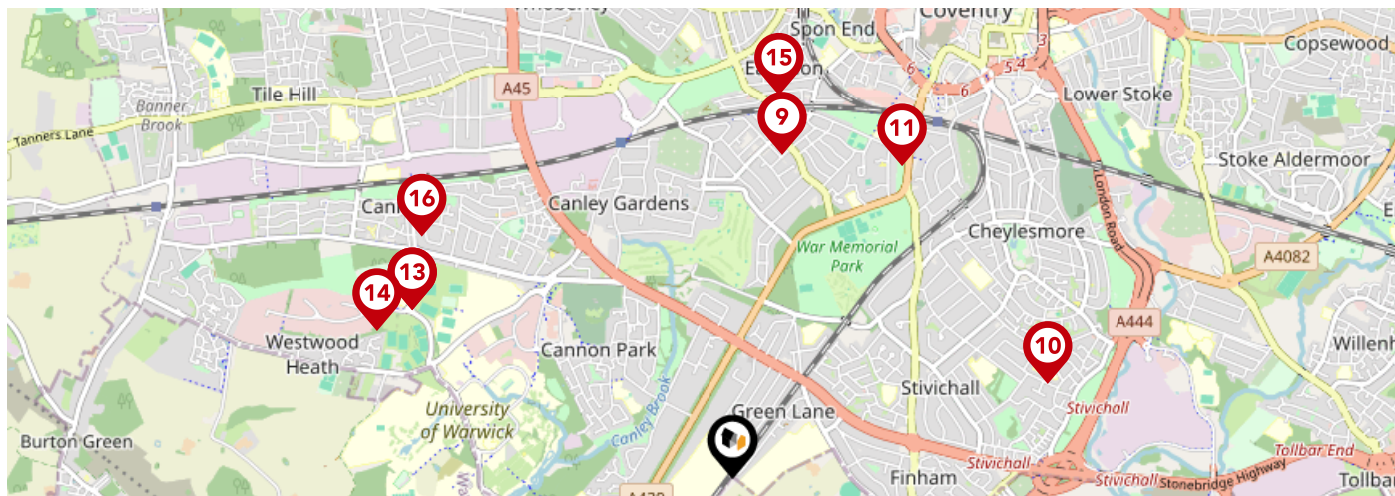 Coventry
Spon End
3
Copsewood
15
5
4
6
A45
Tile Hill
Lower Stoke
6
Banner
Brook
9
11
Tanners Lane
Stoke Aldermoor
16
London Road
Canley Gardens
Cheylesmore
War Memorial
Park
A4082
13
14
A444
Westwood
Heath
Cannon Park
10
Stivichall
Green Lane
Stivichall
University
of Warwick
Canley Brook
Burton Green
Tollbar End
Stivichall
Finham
Stivichall
Stonebridge Highway